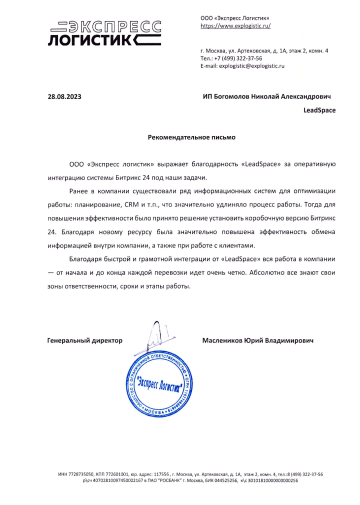 ЭКСПРЕСС
ЛОГИСТИК
ООО «Экспресс Логистик»
https://www.explogistic.ru/
г. Москва, ул. Артековская, д. 1А, этаж 2, комн. 4
Тел.: +7 (499) 322-37-56
E-mail: explogistic@explogistic.ru
28.08.2023
ИП Богомолов Николай Александрович
LeadSpace
Рекомендательное письмо
ООО «Экспресс логистик» выражает благодарность «LeadSpace» за оперативную
интеграцию системы Битрикс 24 под наши задачи.
Ранее в компании существовали ряд информационных систем для оптимизации
работы: планирование, CRM и т.п., что значительно удлиняло процесс работы. Тогда для
повышения эффективности было принято решение установить коробочную версию Битрикс
24. Благодаря новому ресурсу была значительно повышена эффективность обмена
информацией внутри компании, а также при работе с клиентами.
Благодаря быстрой и грамотной интеграции от «LeadSpace» вся работа в компании
— от начала и до конца каждой перевозки идет очень четко. Абсолютно все знают свои
зоны ответственности, сроки и этапы работы.
Генеральный директор
Маслеников Юрий Владимирович
"Экспресс Логистик"
ИНН 7728735050, КПП 772601001, юр. адрес: 117556, г. Москва, ул. Артековская, д. 1А, этаж 2, комн. 4, тел.:8 (499) 322-37-56
р\сч 40702810097450002167 в ПАО "РОСБАНК" г. Москва, БИК 044525256, к\с 30101810000000000256